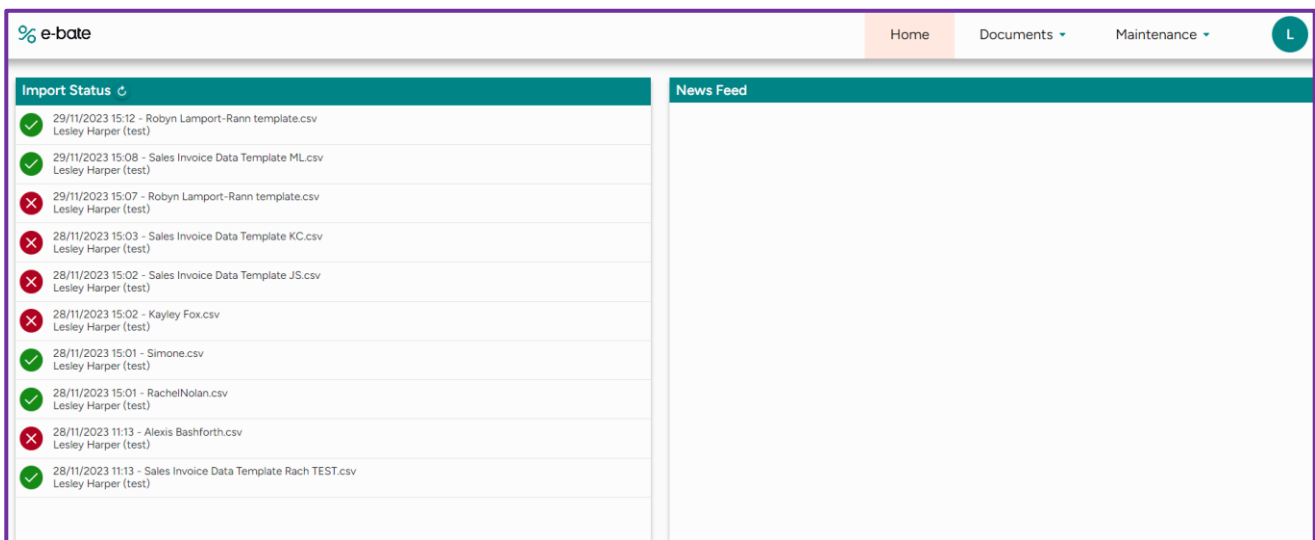 e-bate
Home
Documents
Maintenance
L
Import Status
29/11/2023 15:12 - Robyn Lamport-Rann template.csv
Lesley Harper (test)
29/11/2023 15:08 - Sales Invoice Data Template ML.csv
Lesley Harper (test)
29/11/2023 15:07 - Robyn Lamport-Rann template.csv
Lesley Harper (test)
28/11/2023 15:03 - Sales Invoice Data Template KC.csv
Lesley Harper (test)
28/11/2023 15:02 - Sales Invoice Data Template JS.csv
Lesley Harper (test)
28/11/2023 15:02 - Kayley Fox.csv
Lesley Harper (test)
28/11/2023 15:01 - Simone.csv
Lesley Harper (test)
28/11/2023 15:01 - RachelNolan.csv
Lesley Harper (test)
28/11/2023 11:13 - Alexis Bashforth.csv
Lesley Harper (test)
28/11/2023 11:13 - Sales Invoice Data Template Rach TEST.csv
Lesley Harper (test)
News Feed